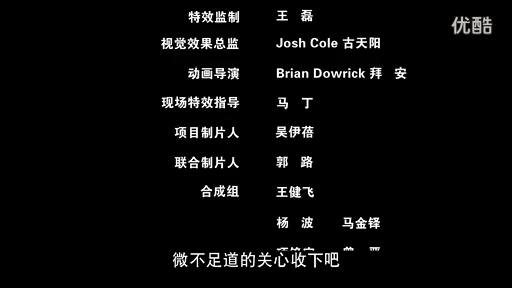 优酷
特效监制 王 磊
视觉效果总监 Josh Cole 古天阳
动画导演 Brian Dowrick 拜 安
现场特效指导 马 丁
项目制片人 吴伊蓓
联合制片人 郭 路
合成组 王健飞
杨 波 马金铎
微不足道的关心收下吧